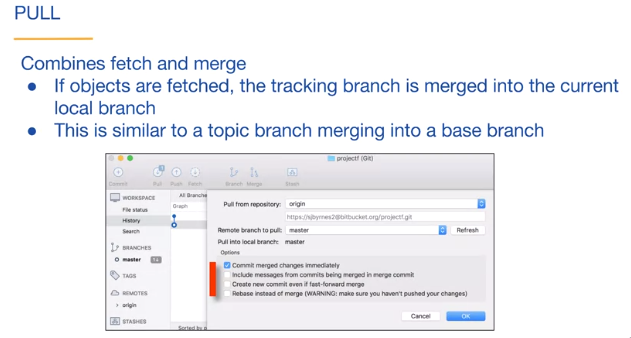 PULL
Combines fetch and merge
● If objects are fetched, the tracking branch is merged into the current
local branch
● This is similar to a topic branch merging into a base branch
projectf (Git)
Commit Pull Push Fetch Branch Merge Stash
WORKSPACE
File status
History
Search
BRANCHES
master
TAGS
REMOTES
origin
STASHES
All Branches
Graph
Sorted by
Pull from repository: origin
https://sjbyrnes2@bitbucket.org/projectf.git
Remote branch to pull: master Refresh
Pull into local branch: master
Options
Commit merged changes immediately
Include messages from commits being merged in merge commit
Create new commit even if fast-forward merge
Rebase instead of merge (WARNING: make sure you haven't pushed your changes)
Cancel OK